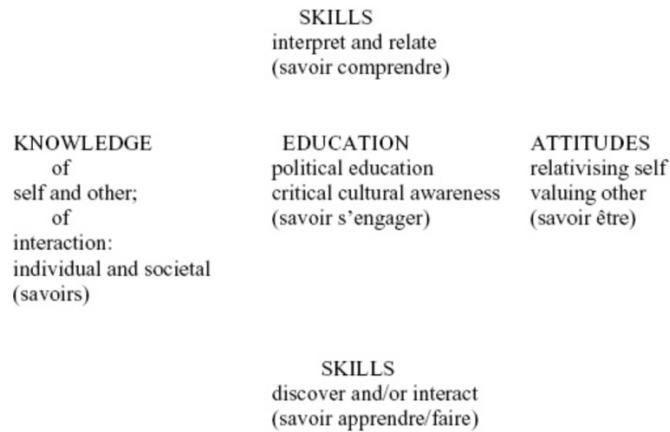 SKILLS
interpret and relate
(savoir comprendre)
KNOWLEDGE
of
self and other;
of
interaction:
individual and societal
(savoirs)
EDUCATION
political education
critical cultural awareness
(savoir s’engager)
ATTITUDES
relativising self
valuing other
(savoir être)
SKILLS
discover and/or interact
(savoir apprendre/faire)